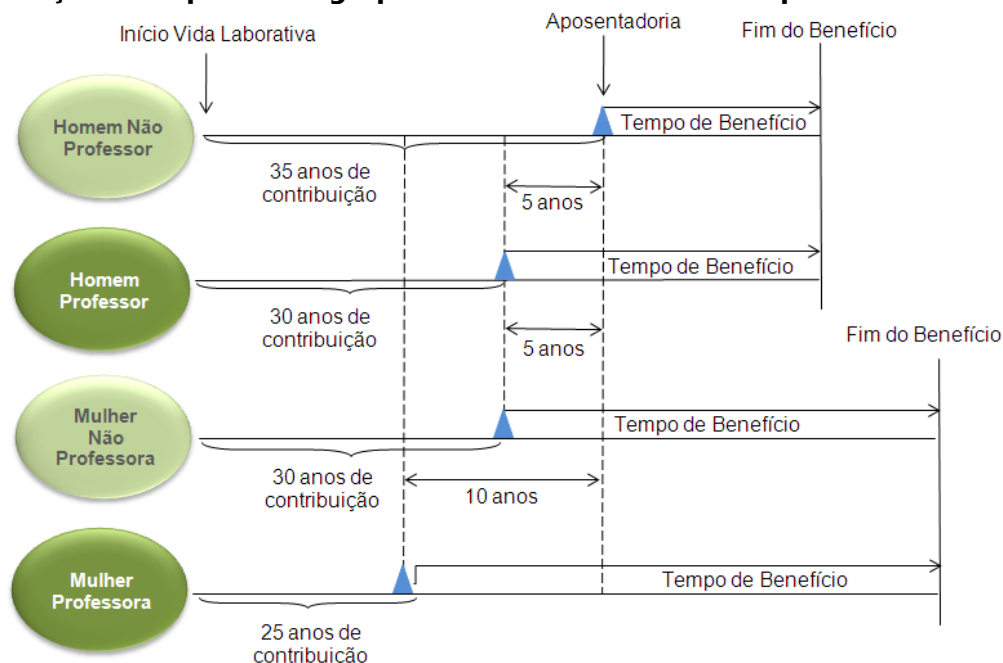 Início Vida Laborativa
Aposentadoria
Fim do Benefício
Homem Não
Professor
Tempo de Benefício
35 anos de
contribuição
5 anos
Homem
Professor
Tempo de Benefício
30 anos de
contribuição
5 anos
Fim do Benefício
Mulher
Não
Professora
Tempo de Benefício
30 anos de
contribuição
10 anos
Mulher
Professora
Tempo de Benefício
25 anos de
contribuição